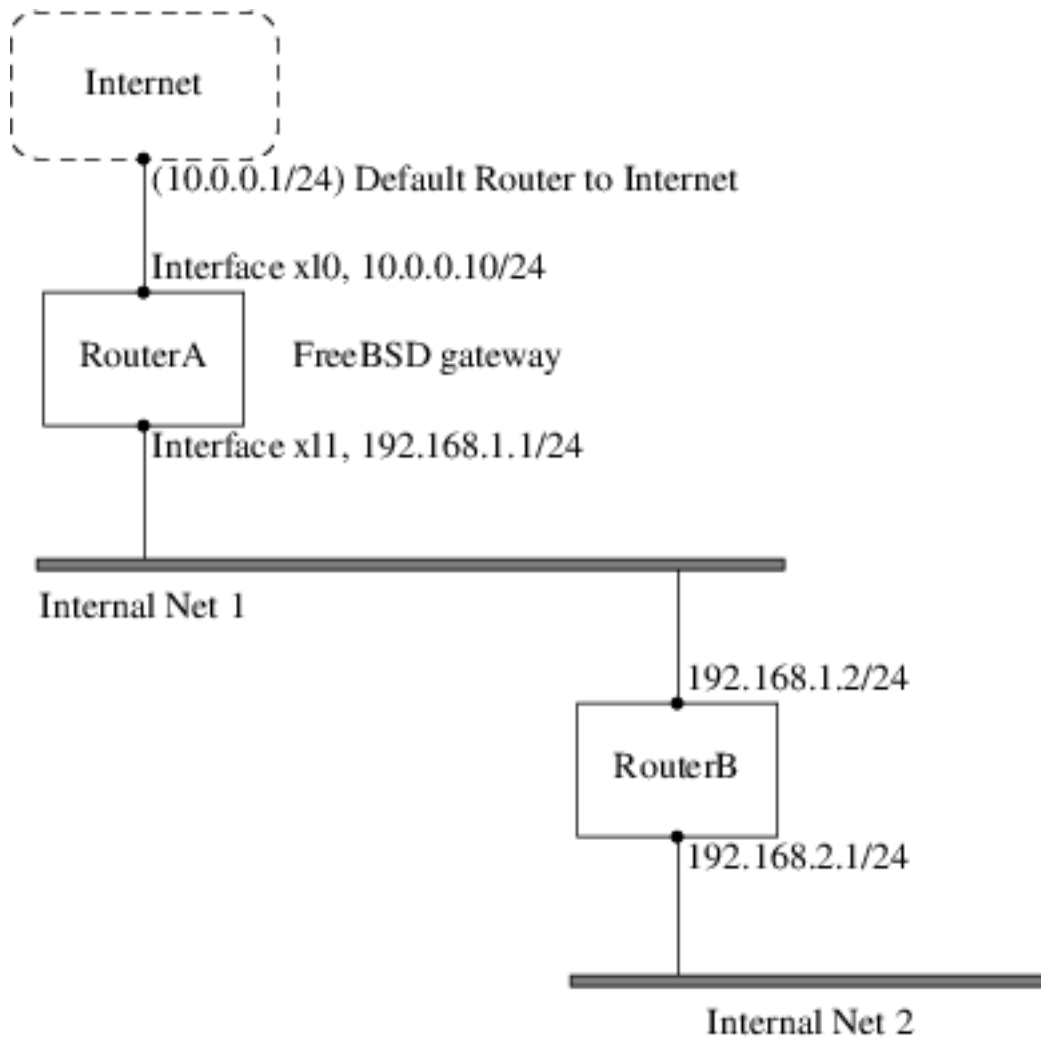 Internet
(10.0.0.1/24) Default Router to Internet
Interface xl0, 10.0.0.10/24
RouterA
FreeBSD gateway
Interface xl1, 192.168.1.1/24
Internal Net 1
192.168.1.2/24
RouterB
192.168.2.1/24
Internal Net 2